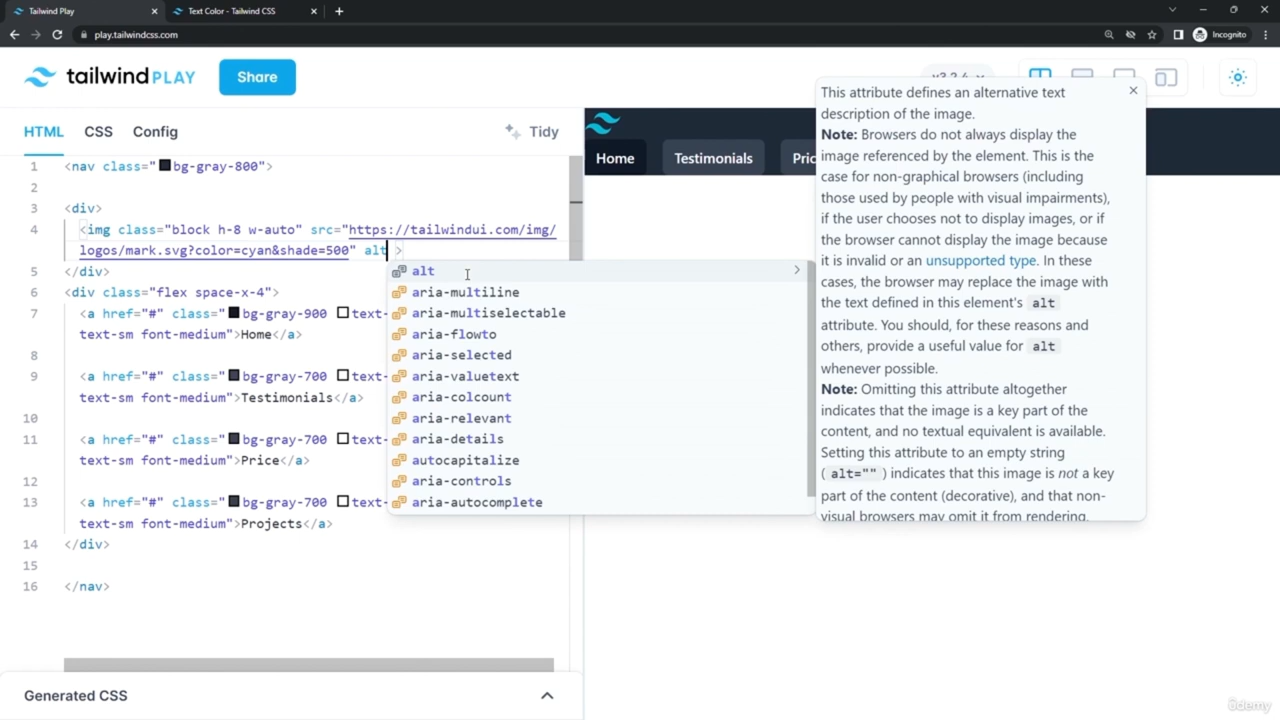 Tailwind Play
Text Color - Tailwind CSS
play.tailwindcss.com
Incognito
tailwind PLAY
Share
HTML
CSS
Config
Tidy
1 <nav class="bg-gray-800">
2
3 <div>
4 <img class="block h-8 w-auto" src="https://tailwindui.com/img/
logos/mark.svg?color=cyan&shade=500" alt >
5 </div>
6 <div class="flex space-x-4">
7 <a href="#" class="bg-gray-900 text-
text-sm font-medium">Home</a>
8
9 <a href="#" class="bg-gray-700 text-
text-sm font-medium">Testimonials</a>
10
11 <a href="#" class="bg-gray-700 text-
text-sm font-medium">Price</a>
12
13 <a href="#" class="bg-gray-700 text-
text-sm font-medium">Projects</a>
14 </div>
15
16 </nav>
alt
aria-multiline
aria-multiselectable
aria-flowto
aria-selected
aria-valuetext
aria-colcount
aria-relevant
aria-details
autocapitalize
aria-controls
aria-autocomplete
Home
Testimonials
Pric
This attribute defines an alternative text
description of the image.
Note: Browsers do not always display the
image referenced by the element. This is the
case for non-graphical browsers (including
those used by people with visual impairments),
if the user chooses not to display images, or if
the browser cannot display the image because
it is invalid or an unsupported type. In these
cases, the browser may replace the image with
the text defined in this element's alt
attribute. You should, for these reasons and
others, provide a useful value for alt
whenever possible.
Note: Omitting this attribute altogether
indicates that the image is a key part of the
content, and no textual equivalent is available.
Setting this attribute to an empty string
(alt="") indicates that this image is not a key
part of the content (decorative), and that non-
visual browsers may omit it from rendering.
Generated CSS
ûdemy